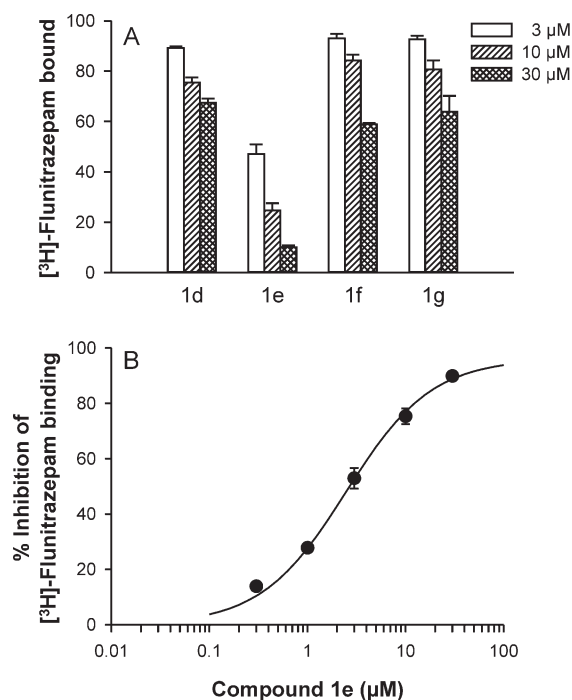 A
[³H]-Flunitrazepam bound
100
80
60
40
20
0
3 µM
10 µM
30 µM
1d 1e 1f 1g
B
% Inhibition of
[³H]-Flunitrazepam binding
100
80
60
40
20
0
0.01 0.1 1 10 100
Compound 1e (µM)